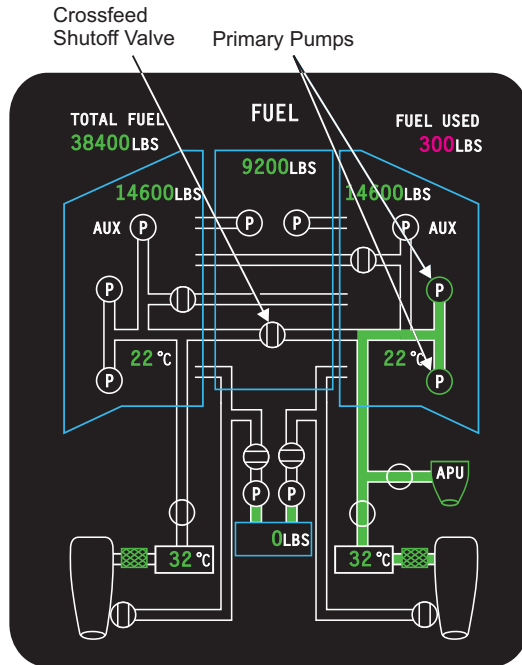 Crossfeed
Shutoff Valve
Primary Pumps
FUEL
TOTAL FUEL
38400LBS
FUEL USED
300LBS
9200LBS
14600LBS
14600LBS
AUX P
P P
P AUX
P
P
P
P
22°C
22°C
APU
P
P
0LBS
32°C
32°C